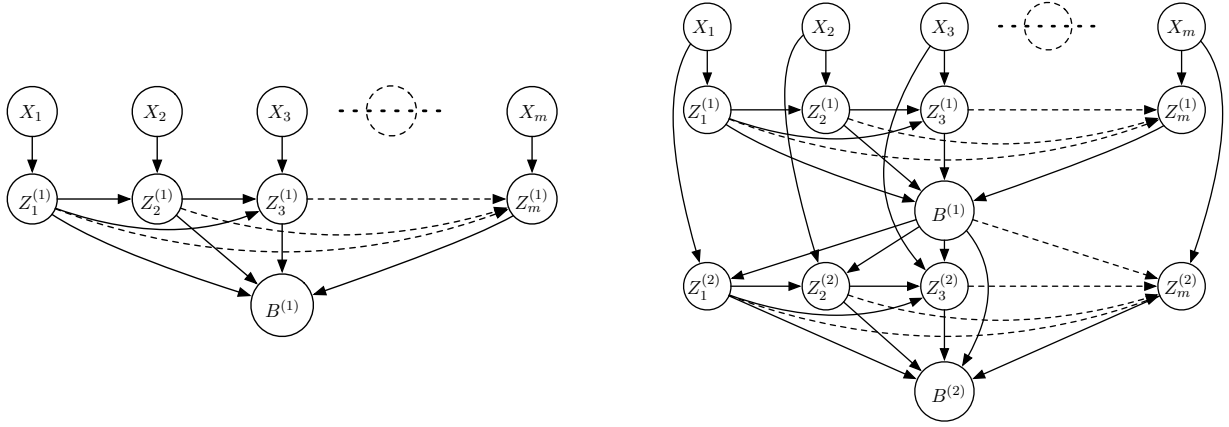 X₁ X₂ X₃ Xₘ
Z₁⁽¹⁾ Z₂⁽¹⁾ Z₃⁽¹⁾ Zₘ⁽¹⁾
B⁽¹⁾
X₁ X₂ X₃ Xₘ
Z₁⁽¹⁾ Z₂⁽¹⁾ Z₃⁽¹⁾ Zₘ⁽¹⁾
B⁽¹⁾
Z₁⁽²⁾ Z₂⁽²⁾ Z₃⁽²⁾ Zₘ⁽²⁾
B⁽²⁾